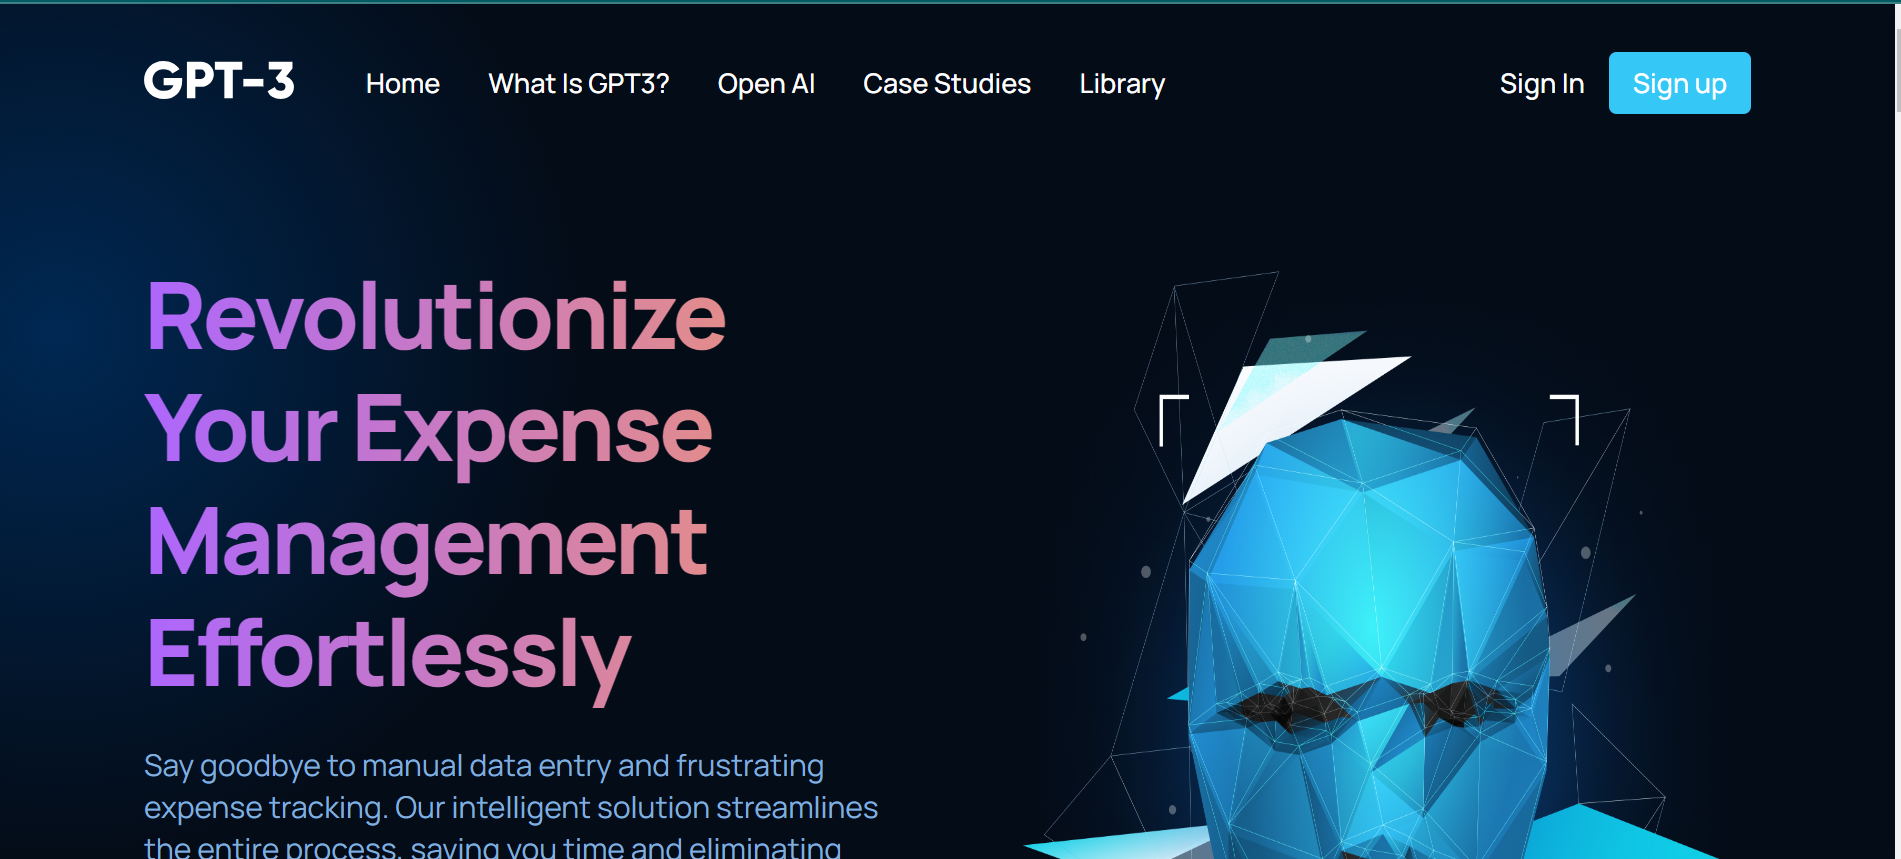 GPT-3 Home What Is GPT3? Open AI Case Studies Library Sign In Sign up
Revolutionize
Your Expense
Management
Effortlessly
Say goodbye to manual data entry and frustrating
expense tracking. Our intelligent solution streamlines
the entire process, saving you time and eliminating